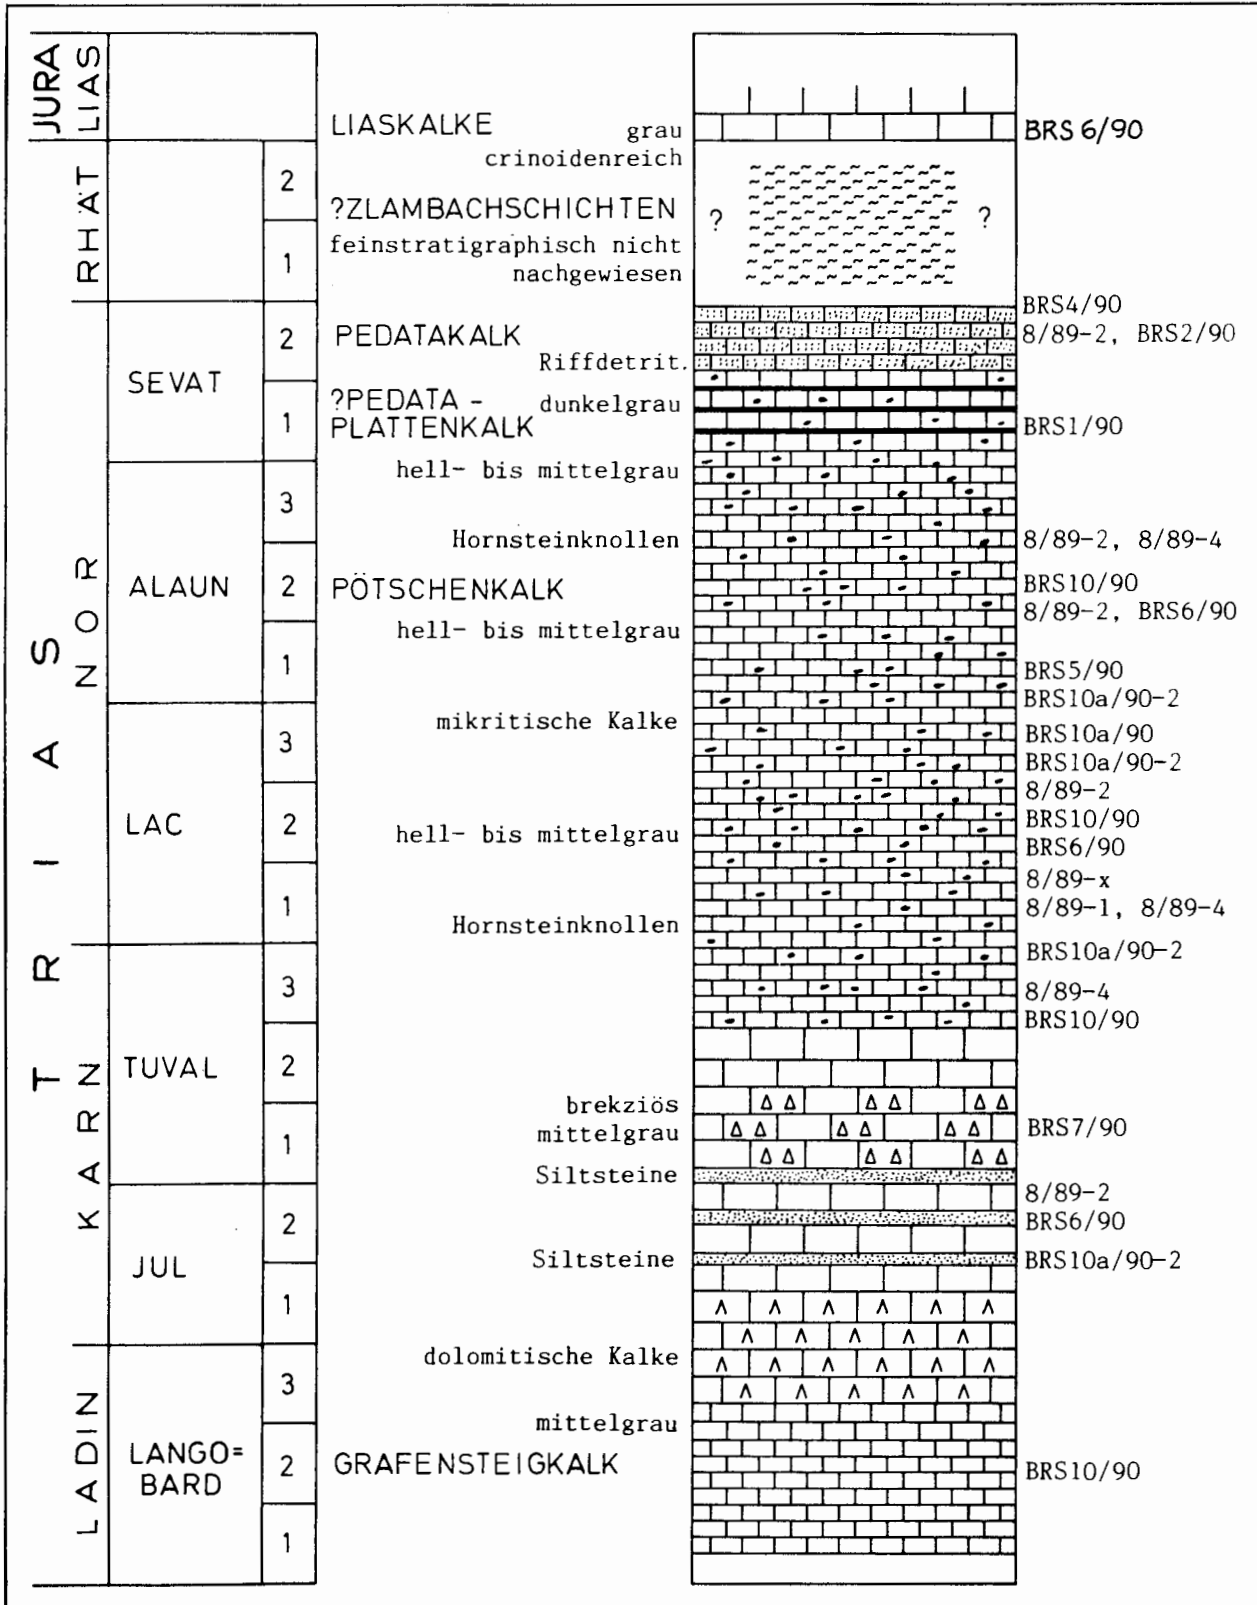 JURA
LIAS
LIASKALKE grau
BRS 6/90
crinoidenreich
RHÄT
2
?ZLAMBACHSCHICHTEN
? ?
feinstratigraphisch nicht
1
nachgewiesen
TRIAS
NOR
SEVAT
BRS4/90
2
PEDATAKALK
8/89-2, BRS2/90
Riffdetrit.
?PEDATA - dunkelgrau
1
PLATTENKALK
BRS1/90
ALAUN
hell- bis mittelgrau
3
Hornsteinknollen
8/89-2, 8/89-4
2
PÖTSCHENKALK
BRS10/90
8/89-2, BRS6/90
hell- bis mittelgrau
1
BRS5/90
BRS10a/90-2
LAC
mikritische Kalke
3
BRS10a/90
BRS10a/90-2
8/89-2
2
BRS10/90
hell- bis mittelgrau
BRS6/90
8/89-x
1
8/89-1, 8/89-4
Hornsteinknollen
KARN
TUVAL
BRS10a/90-2
3
8/89-4
BRS10/90
2
brekziös
mittelgrau
BRS7/90
1
Siltsteine
JUL
8/89-2
2
BRS6/90
Siltsteine
BRS10a/90-2
1
LADIN
LANGO=
BARD
dolomitische Kalke
3
mittelgrau
2
GRAFENSTEIGKALK
BRS10/90
1